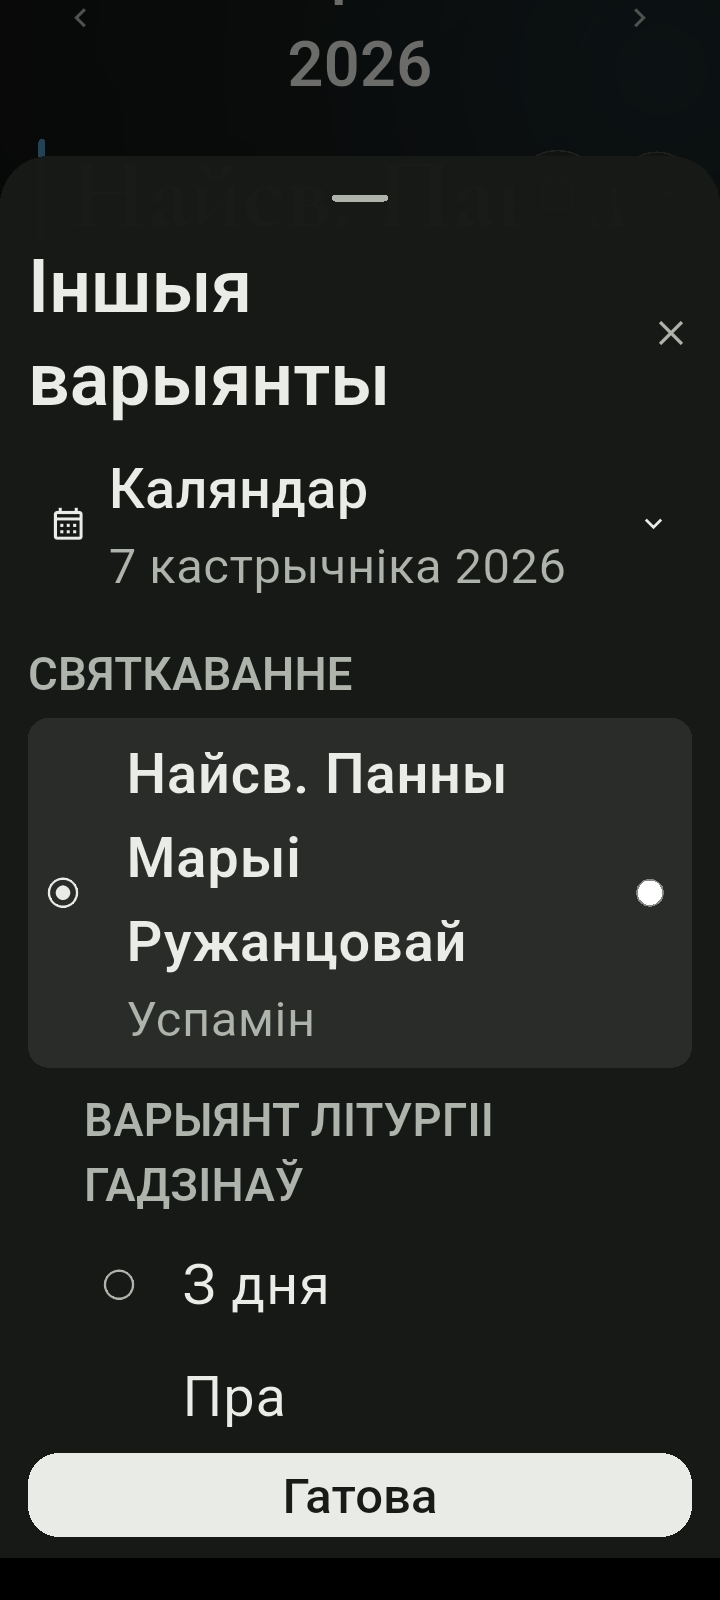 2026
Іншыя
варыянты
Каляндар
7 кастрычніка 2026
СВЯТКАВАННЕ
Найсв. Панны
Марыі
Ружанцовай
Успамін
ВАРЫЯНТ ЛІТУРГІІ
ГАДЗІНАЎ
З дня
Пра
Гатова